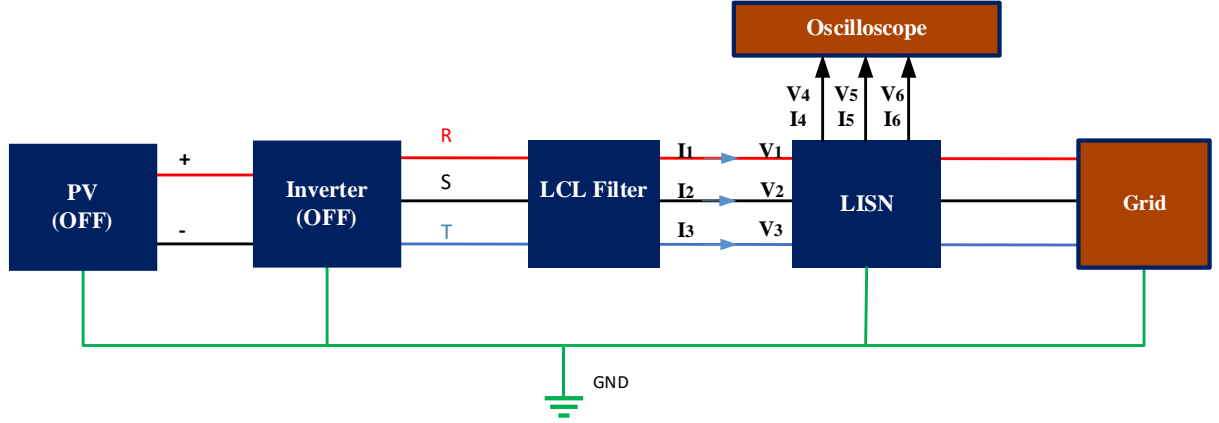 Oscilloscope
V4 V5 V6
I4 I5 I6
R
+
I1 V1
PV
(OFF)
Inverter
(OFF)
S
LCL Filter
I2 V2
LISN
Grid
-
T
I3 V3
GND